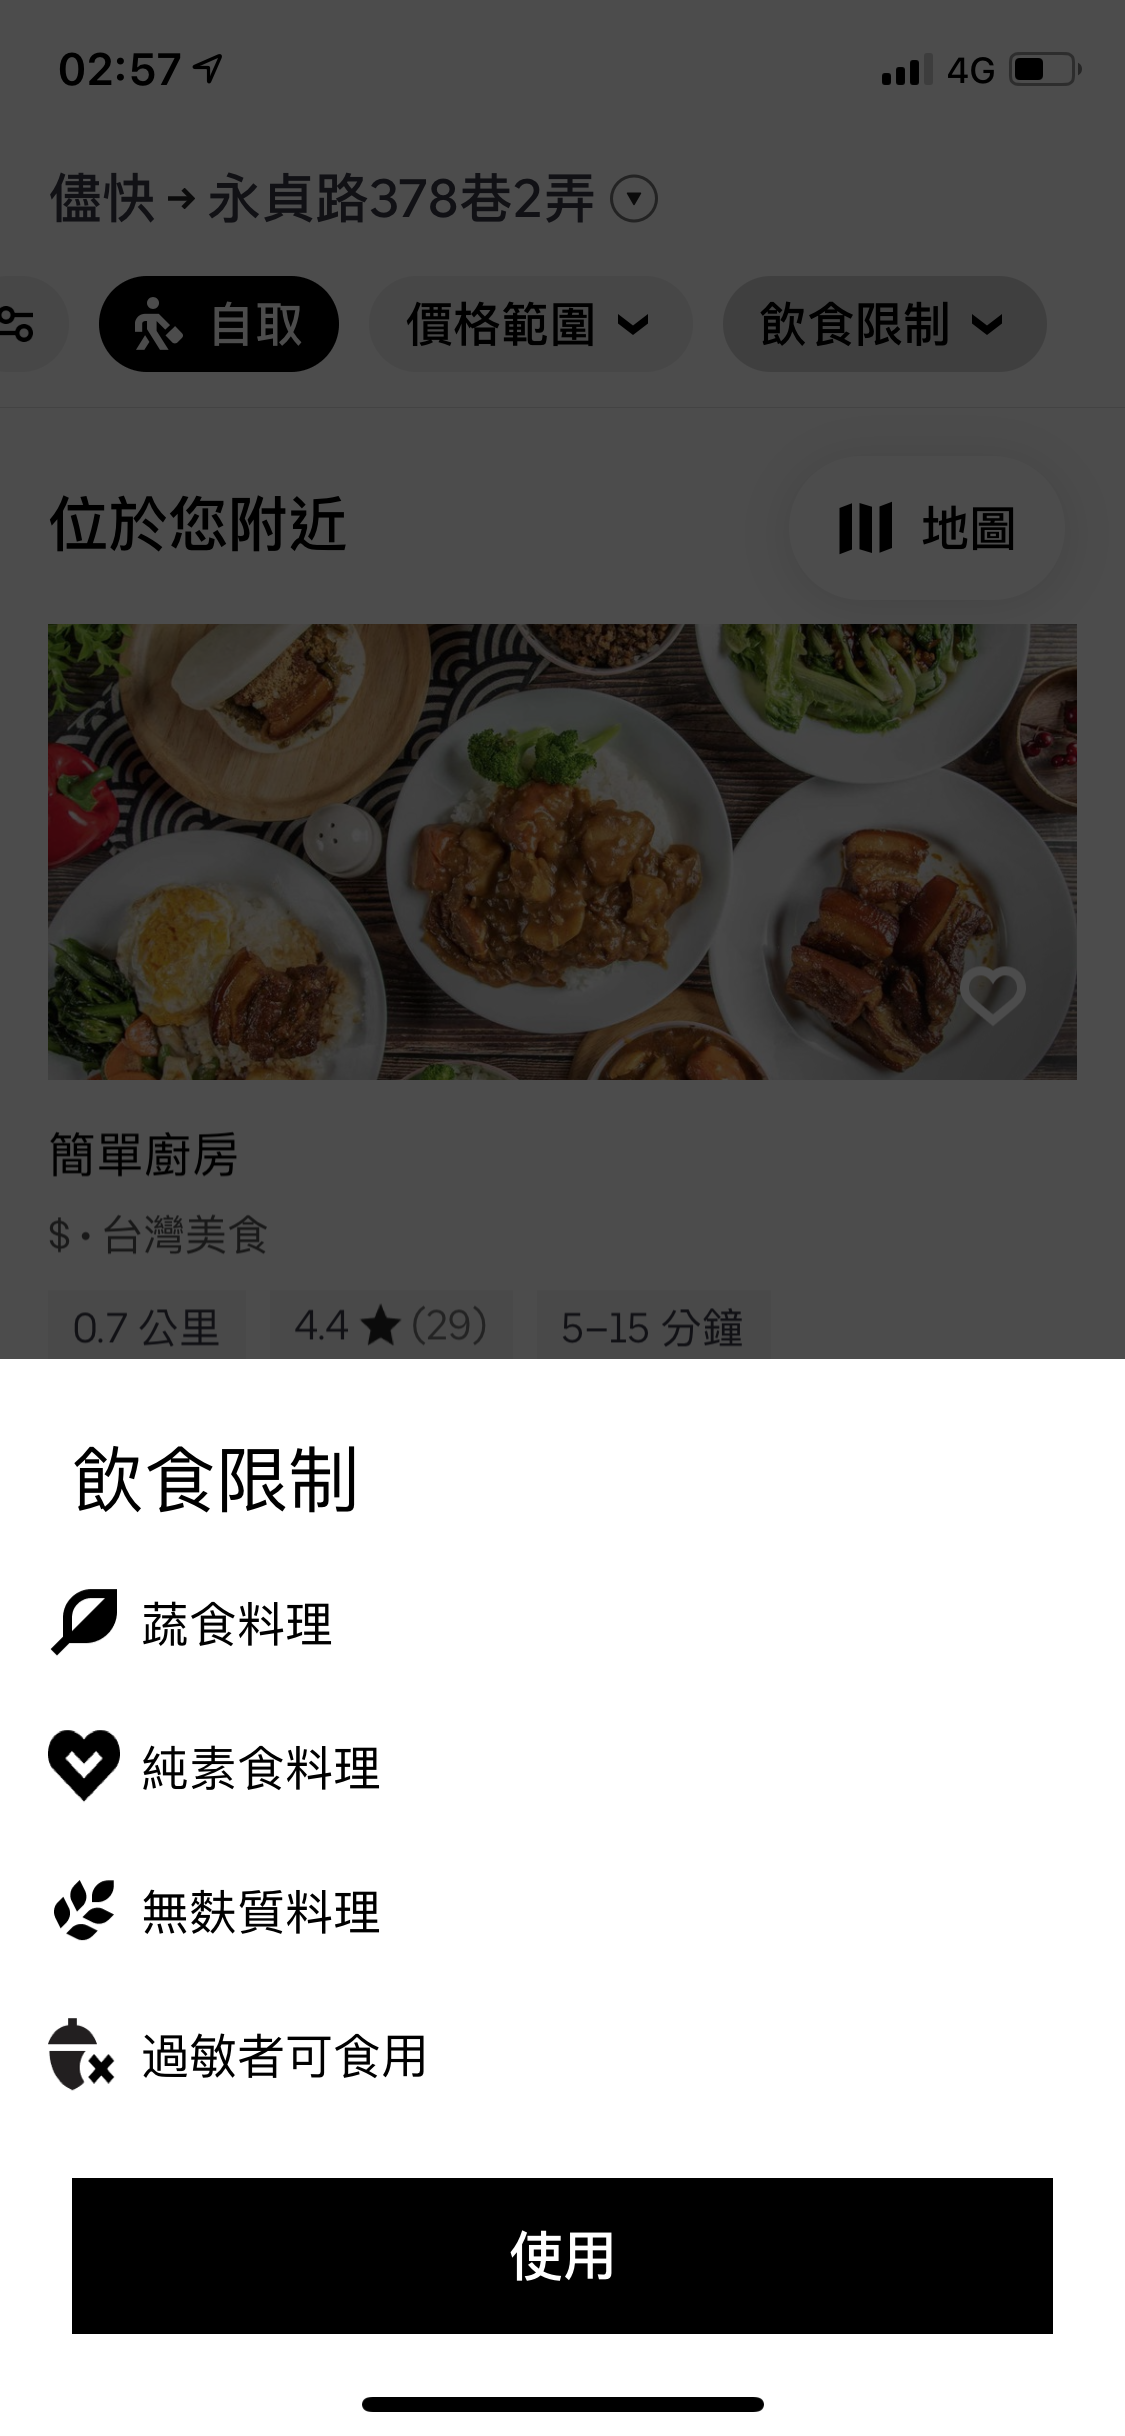 02:57 4G
儘快 → 永貞路378巷2弄
自取 價格範圍 飲食限制
位於您附近 地圖
簡單廚房
$ • 台灣美食
0.7 公里 4.4 ★ (29) 5–15 分鐘
飲食限制
蔬食料理
純素食料理
無麩質料理
過敏者可食用
使用